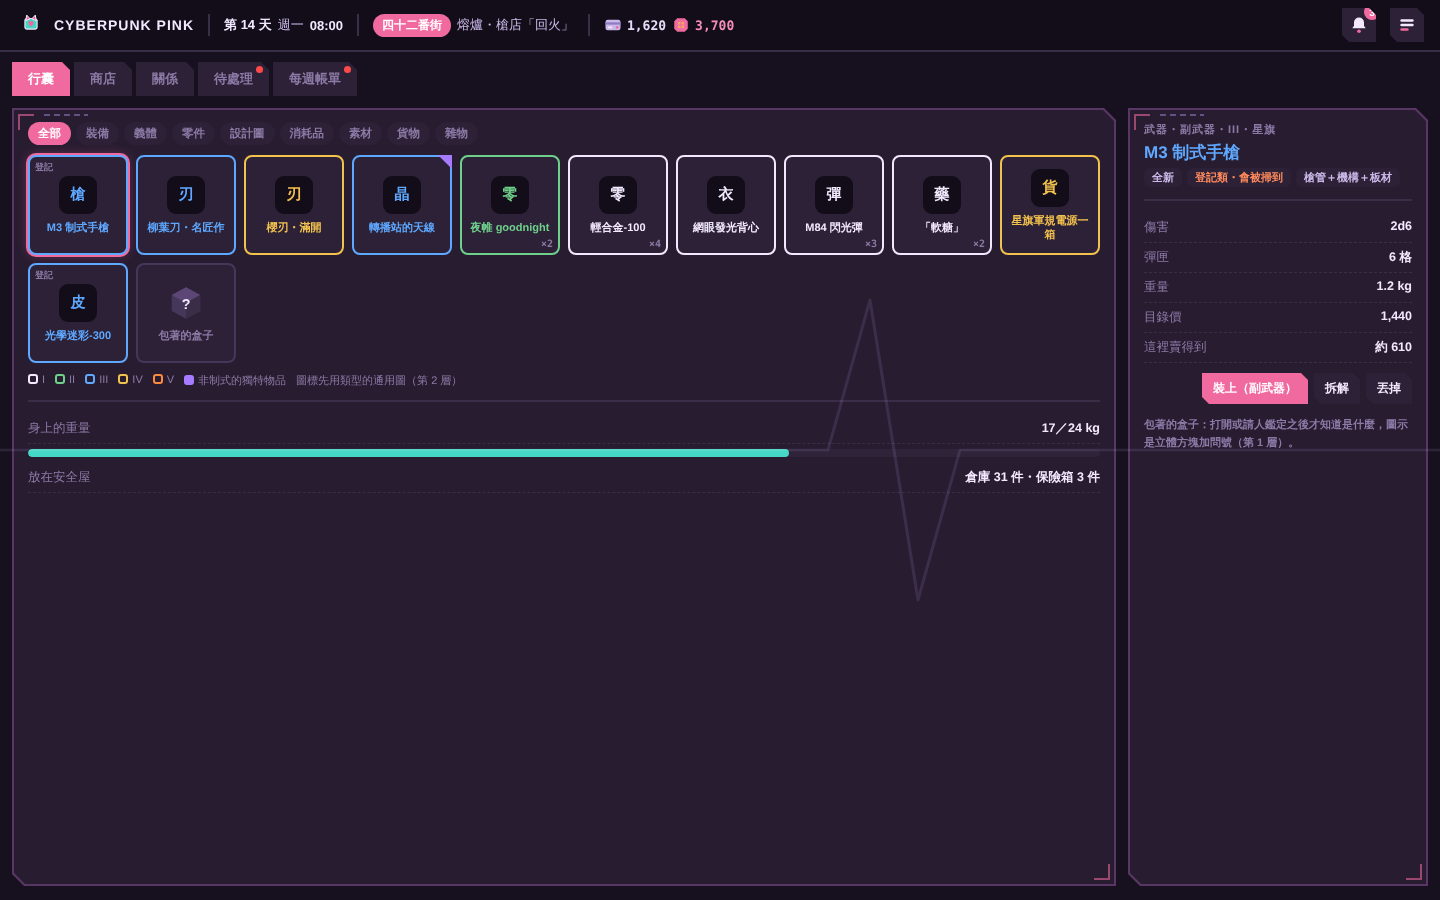 CYBERPUNK PINK 第 14 天 週一 08:00 四十二番街 熔爐・槍店「回火」 1,620 3,700
行囊 商店 關係 待處理 每週帳單
全部 裝備 義體 零件 設計圖 消耗品 素材 貨物 雜物
登記
槍 刃 刃 晶 零 零 衣 彈 藥 貨
M3 制式手槍 柳葉刀・名匠作 櫻刃・滿開 轉播站的天線 夜帷 goodnight 輕合金-100 網眼發光背心 M84 閃光彈 「軟糖」 星旗軍規電源一
箱
×2 ×4 ×3 ×2
登記
皮 ?
光學迷彩-300 包著的盒子
I II III IV V 非制式的獨特物品 圖標先用類型的通用圖（第 2 層）
身上的重量 17／24 kg
放在安全屋 倉庫 31 件・保險箱 3 件
武器・副武器・III・星旗
M3 制式手槍
全新 登記類・會被掃到 槍管＋機構＋板材
傷害 2d6
彈匣 6 格
重量 1.2 kg
目錄價 1,440
這裡賣得到 約 610
裝上（副武器） 拆解 丟掉
包著的盒子：打開或請人鑑定之後才知道是什麼，圖示
是立體方塊加問號（第 1 層）。